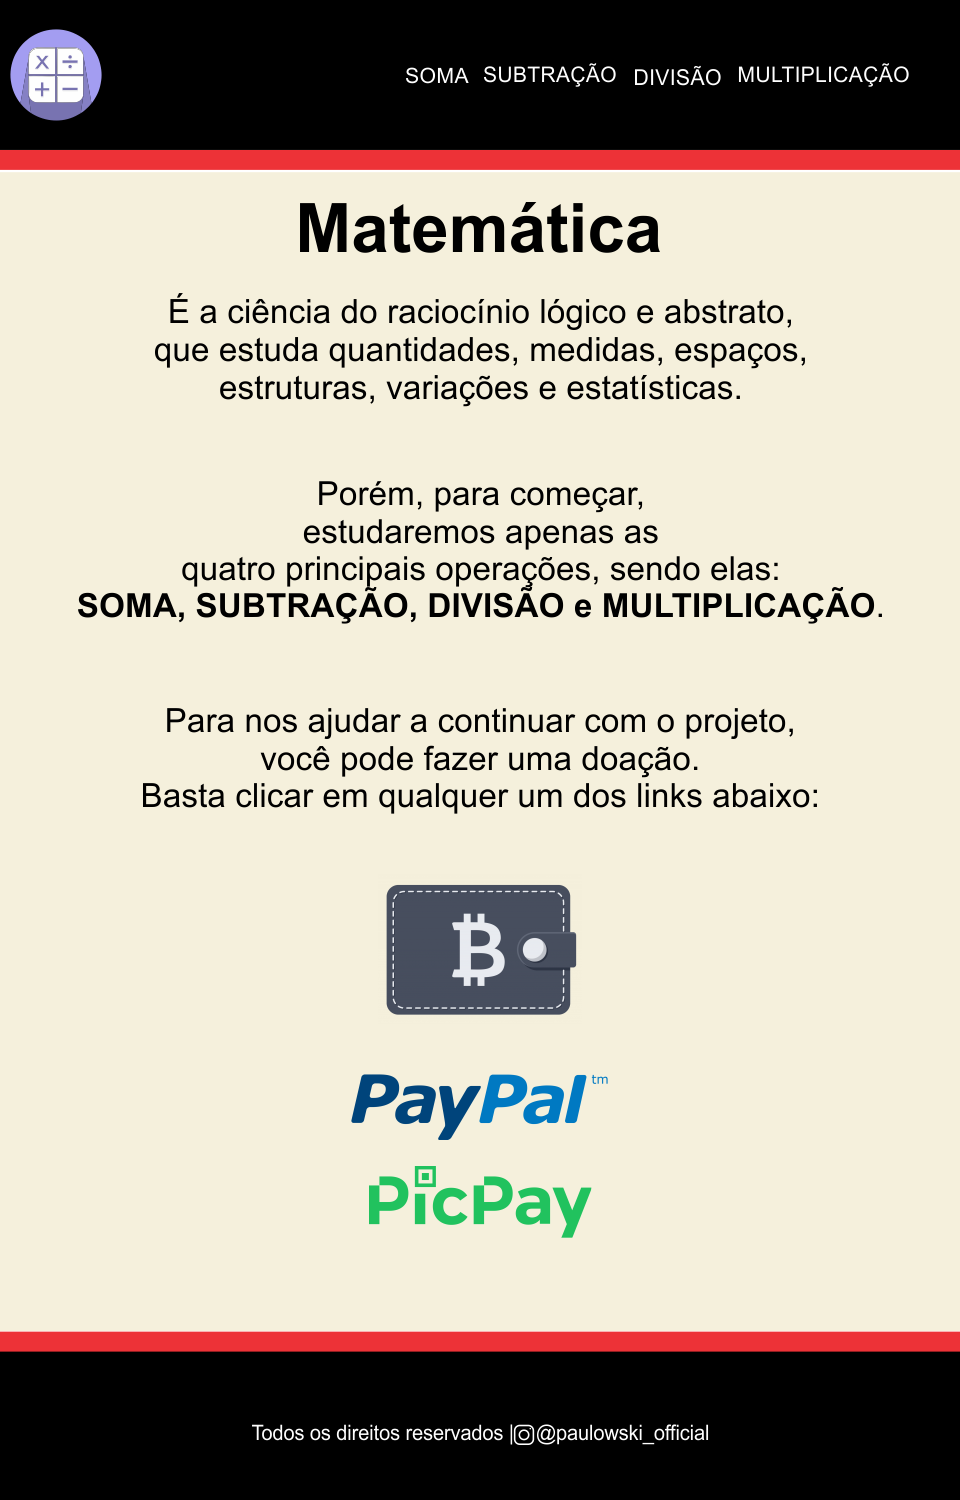 SOMA SUBTRAÇÃO DIVISÃO MULTIPLICAÇÃO
Matemática
É a ciência do raciocínio lógico e abstrato,
que estuda quantidades, medidas, espaços,
estruturas, variações e estatísticas.
Porém, para começar,
estudaremos apenas as
quatro principais operações, sendo elas:
SOMA, SUBTRAÇÃO, DIVISÃO e MULTIPLICAÇÃO.
Para nos ajudar a continuar com o projeto,
você pode fazer uma doação.
Basta clicar em qualquer um dos links abaixo:
PayPal tm
PicPay
Todos os direitos reservados |@paulowski_official